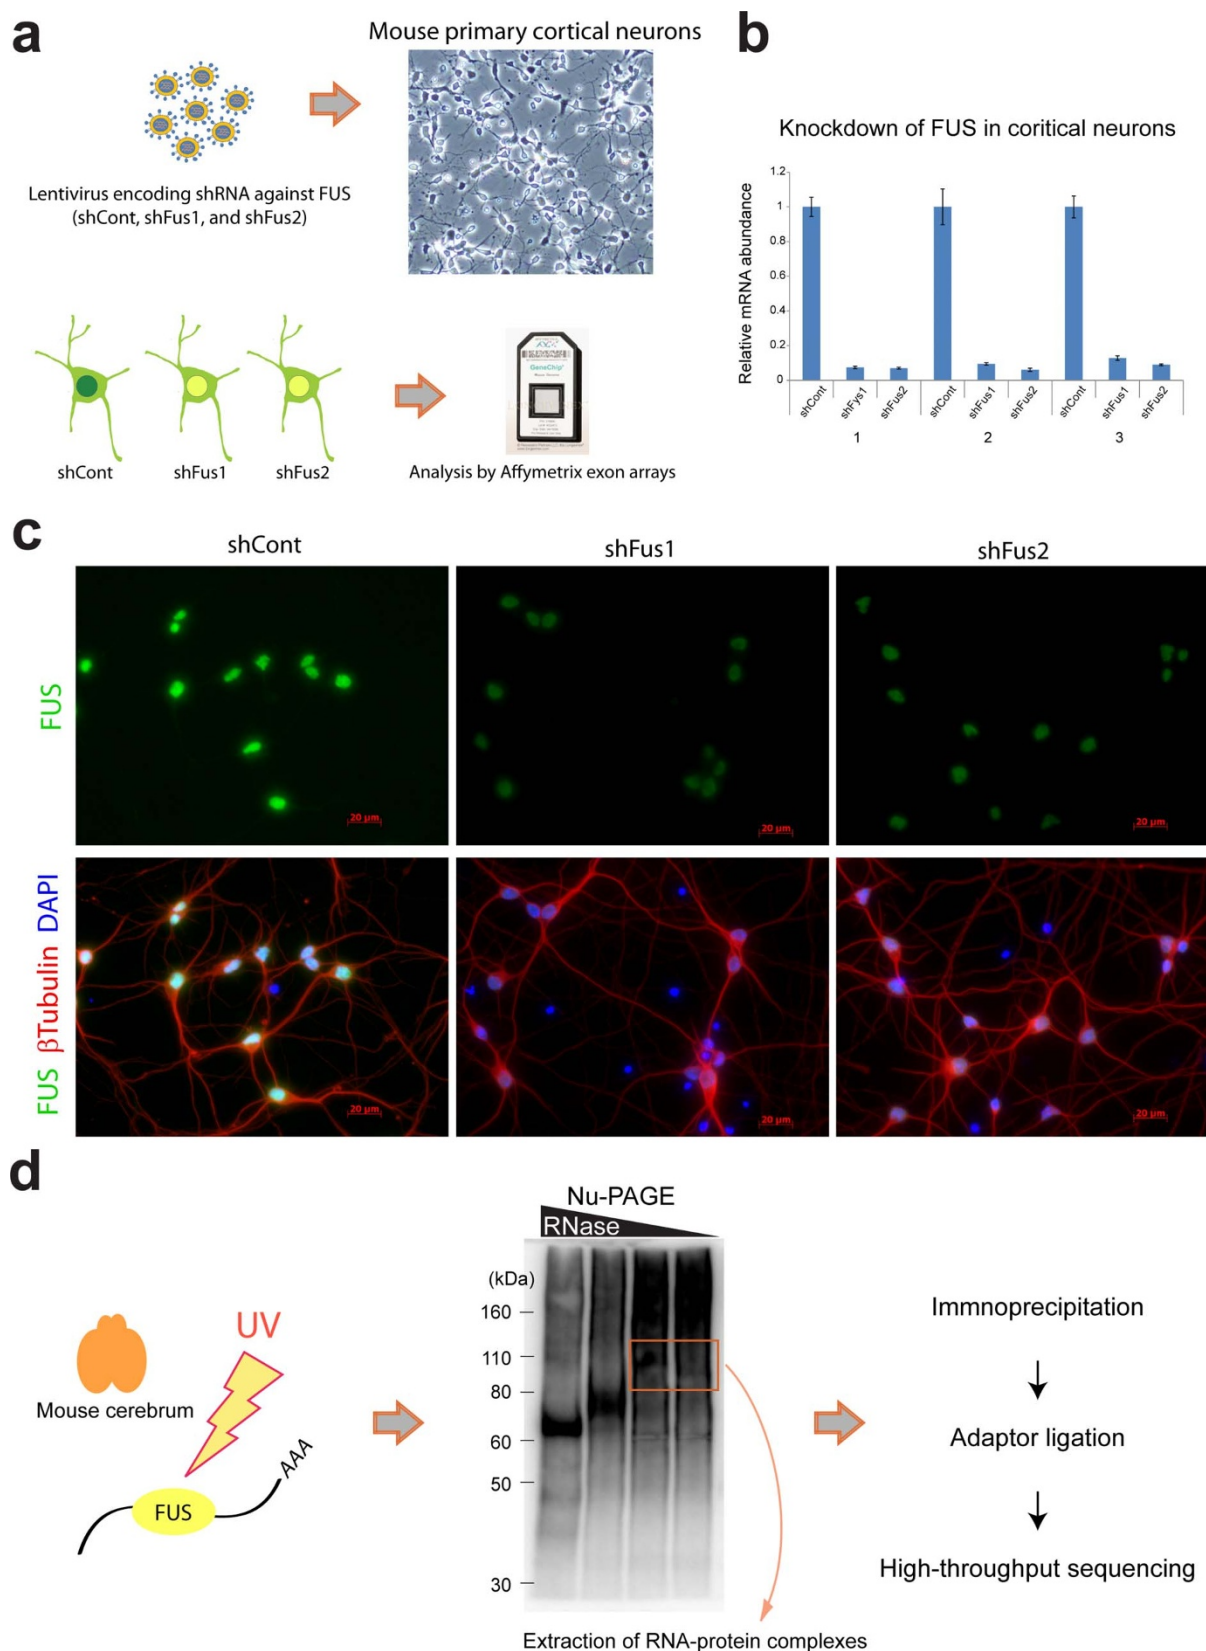 a
Mouse primary cortical neurons
Lentivirus encoding shRNA against FUS
(shCont, shFus1, and shFus2)
shCont
shFus1
shFus2
GeneChip
Analysis by Affymetrix exon arrays
b
Knockdown of FUS in coritical neurons
Relative mRNA abundance
1.2
1
0.8
0.6
0.4
0.2
0
shCont
shFys1
shFus2
shCont
shFus1
shFus2
shCont
shFus1
shFus2
1
2
3
c
shCont
shFus1
shFus2
FUS
20 µm
20 µm
20 µm
FUS βTubulin DAPI
20 µm
20 µm
20 µm
d
Mouse cerebrum
UV
FUS
AAA
Nu-PAGE
RNase
(kDa)
160
110
80
60
50
30
Extraction of RNA-protein complexes
Immnoprecipitation
Adaptor ligation
High-throughput sequencing